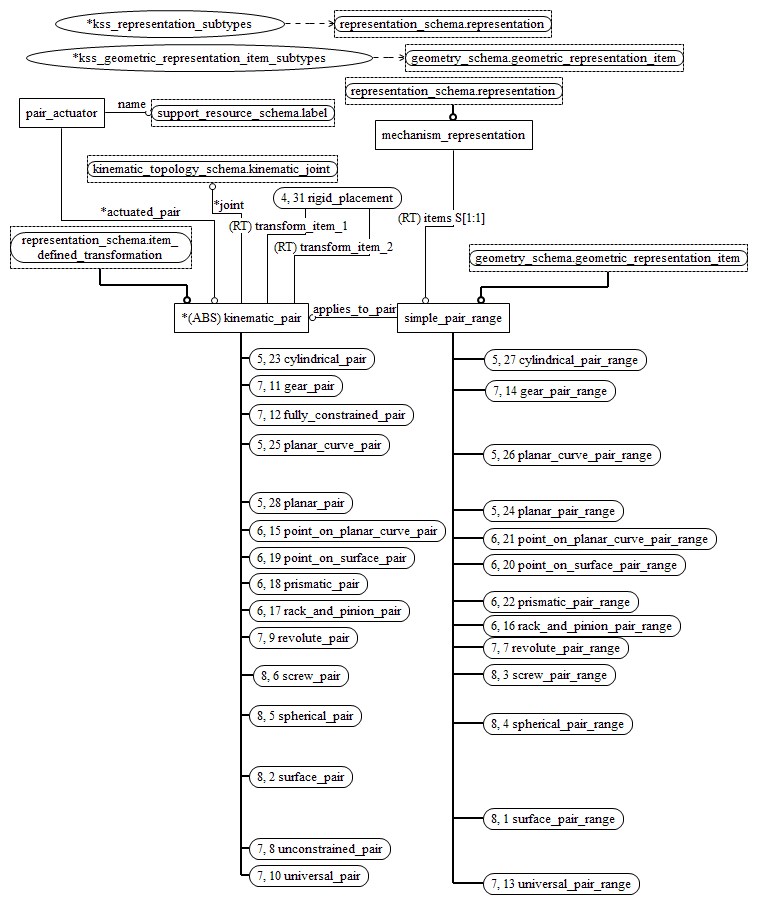 *kss_representation_subtypes
representation_schema.representation
*kss_geometric_representation_item_subtypes
geometry_schema.geometric_representation_item
representation_schema.representation
pair_actuator
name
support_resource_schema.label
mechanism_representation
kinematic_topology_schema.kinematic_joint
4, 31 rigid_placement
*actuated_pair
*joint
(RT) transform_item_1
(RT) items S[1:1]
representation_schema.item_
defined_transformation
(RT) transform_item_2
geometry_schema.geometric_representation_item
*(ABS) kinematic_pair
applies_to_pair
simple_pair_range
5, 23 cylindrical_pair
5, 27 cylindrical_pair_range
7, 11 gear_pair
7, 14 gear_pair_range
7, 12 fully_constrained_pair
5, 25 planar_curve_pair
5, 26 planar_curve_pair_range
5, 28 planar_pair
5, 24 planar_pair_range
6, 15 point_on_planar_curve_pair
6, 21 point_on_planar_curve_pair_range
6, 19 point_on_surface_pair
6, 20 point_on_surface_pair_range
6, 18 prismatic_pair
6, 22 prismatic_pair_range
6, 17 rack_and_pinion_pair
6, 16 rack_and_pinion_pair_range
7, 9 revolute_pair
7, 7 revolute_pair_range
8, 6 screw_pair
8, 3 screw_pair_range
8, 5 spherical_pair
8, 4 spherical_pair_range
8, 2 surface_pair
8, 1 surface_pair_range
7, 8 unconstrained_pair
7, 10 universal_pair
7, 13 universal_pair_range